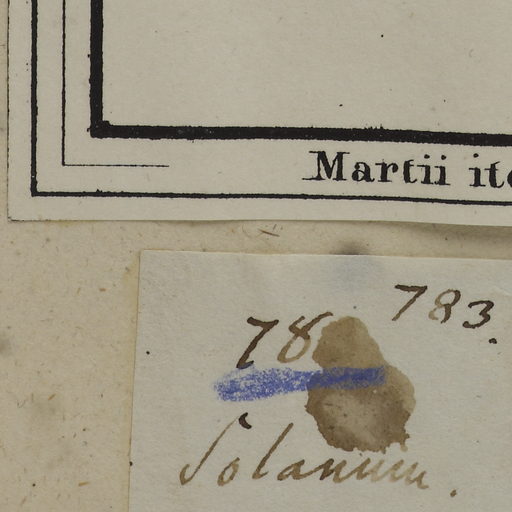 Martii ite
783.
78
Solanum.